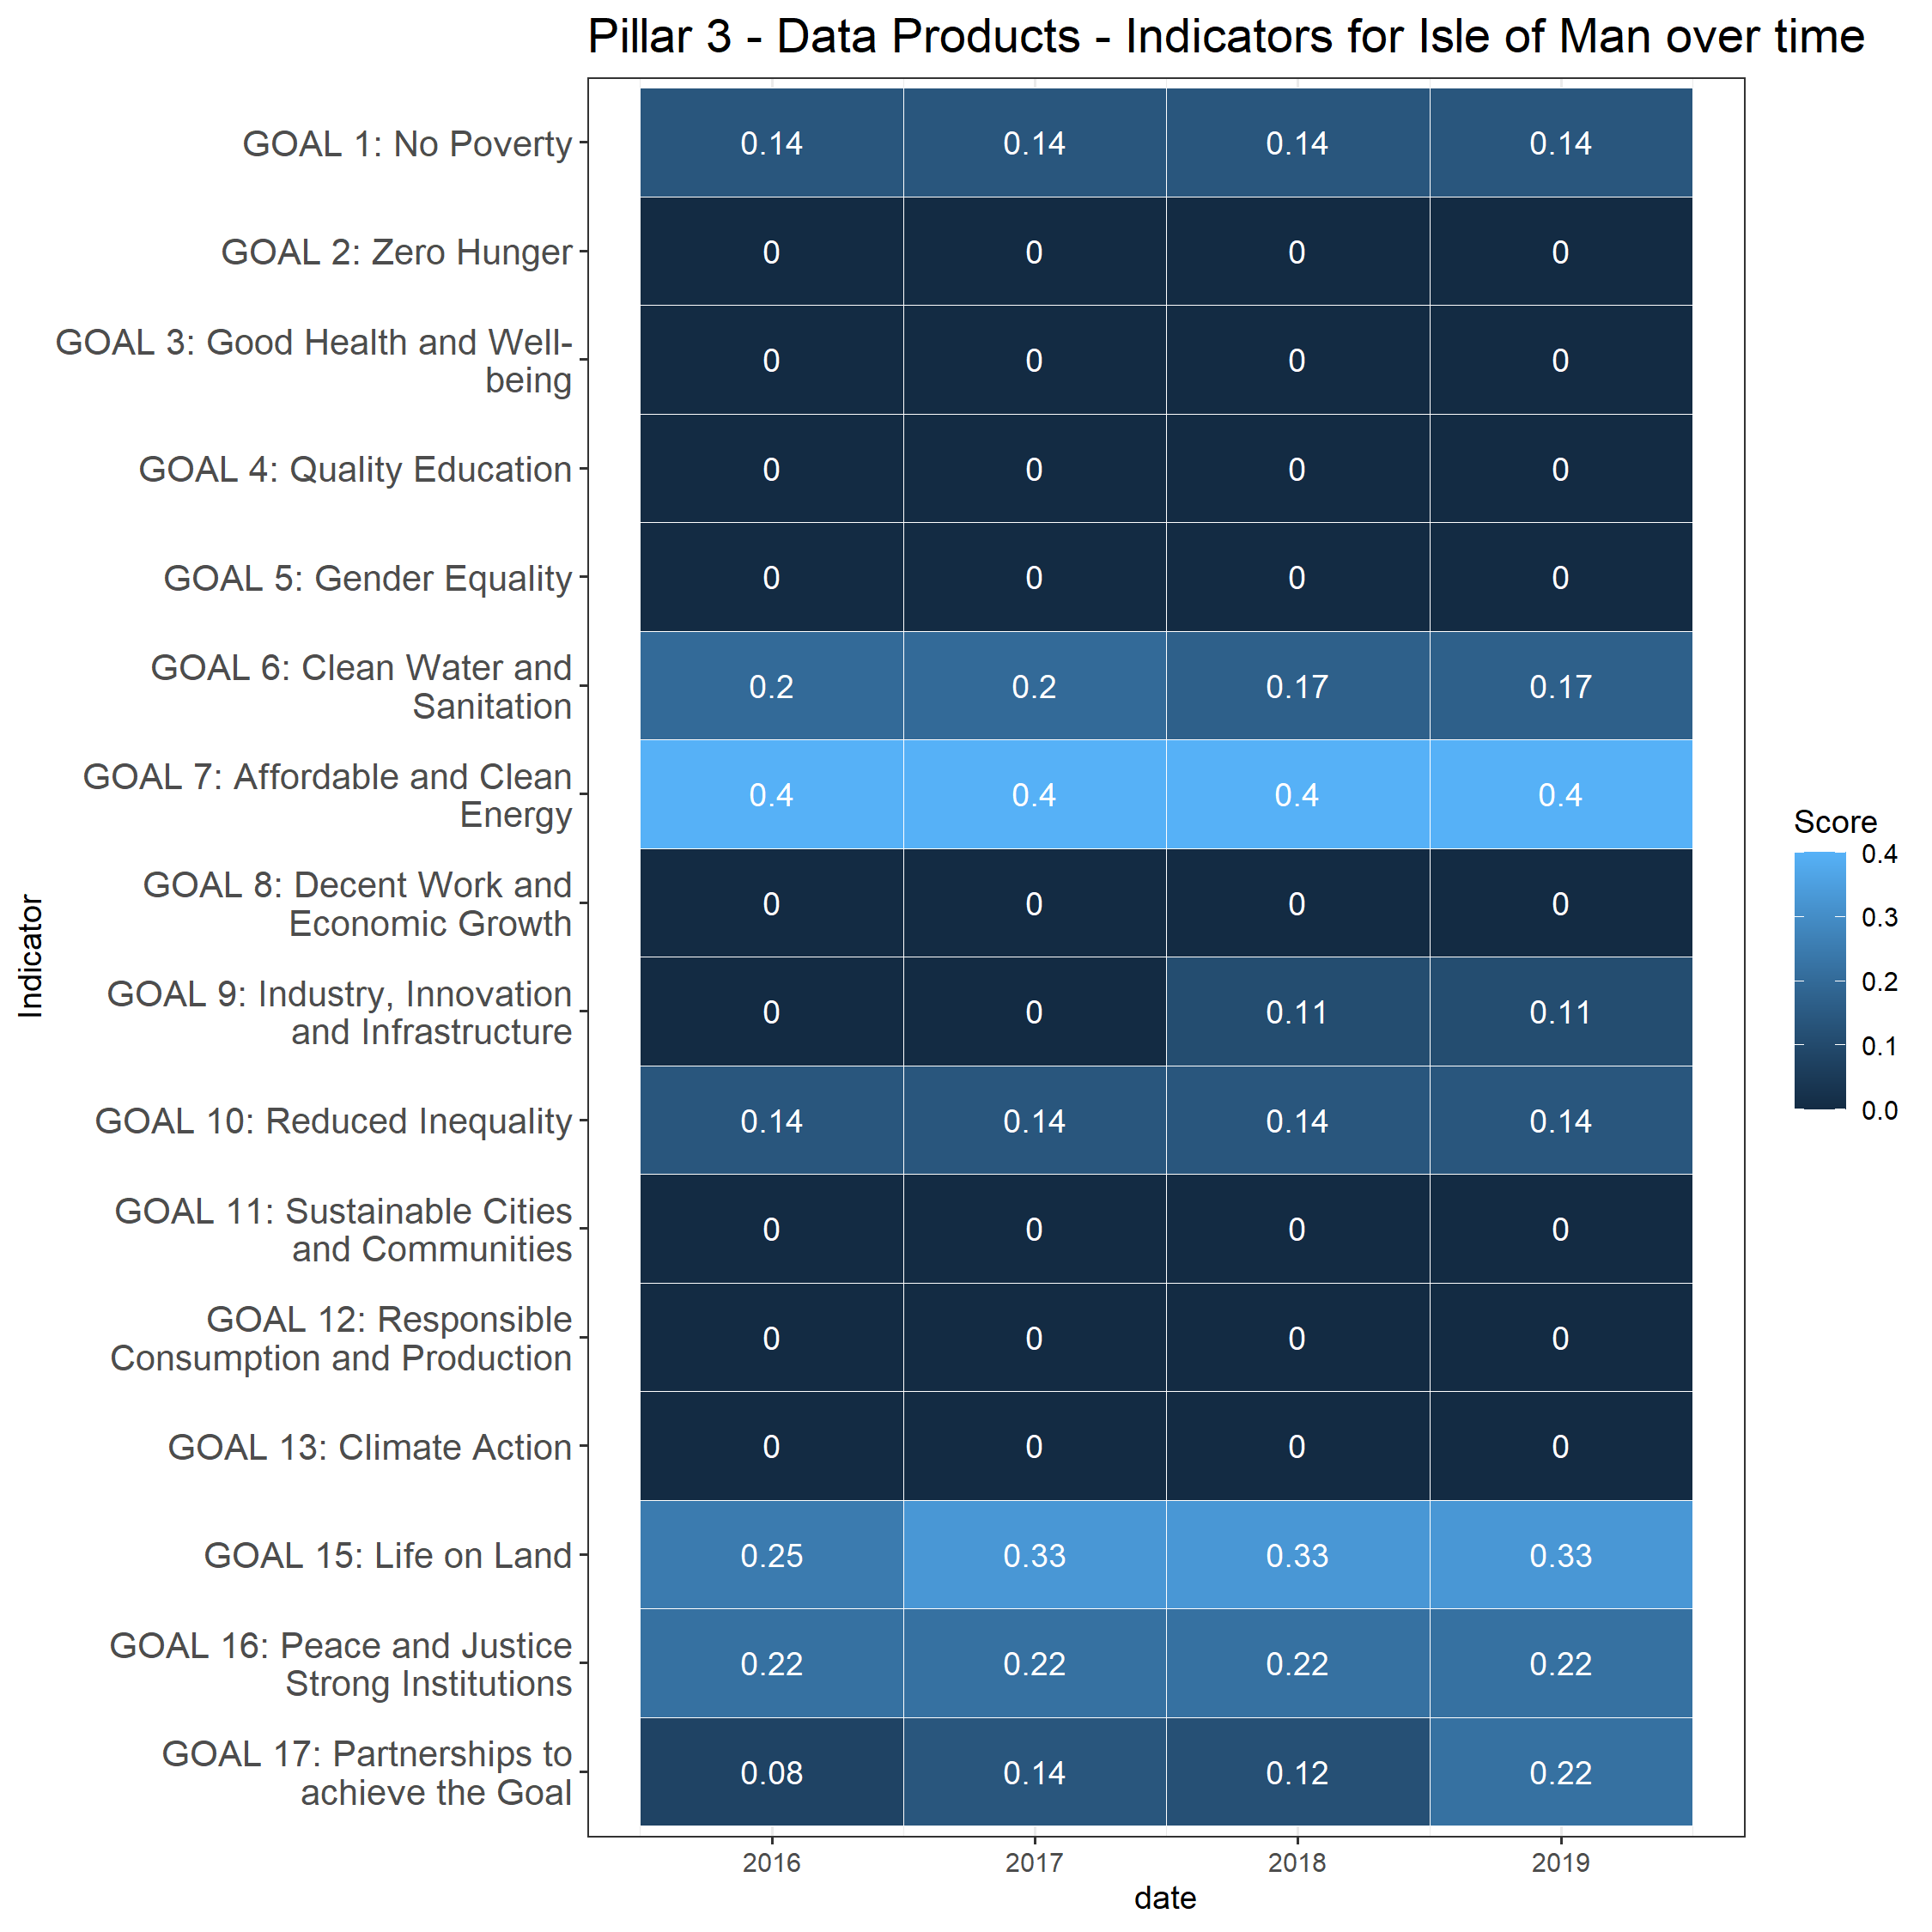 Pillar 3 - Data Products - Indicators for Isle of Man over time
Indicator
GOAL 1: No Poverty
0.14 0.14 0.14 0.14
GOAL 2: Zero Hunger
0 0 0 0
GOAL 3: Good Health and Well-
being
0 0 0 0
GOAL 4: Quality Education
0 0 0 0
GOAL 5: Gender Equality
0 0 0 0
GOAL 6: Clean Water and
Sanitation
0.2 0.2 0.17 0.17
GOAL 7: Affordable and Clean
Energy
0.4 0.4 0.4 0.4
GOAL 8: Decent Work and
Economic Growth
0 0 0 0
GOAL 9: Industry, Innovation
and Infrastructure
0 0 0.11 0.11
GOAL 10: Reduced Inequality
0.14 0.14 0.14 0.14
GOAL 11: Sustainable Cities
and Communities
0 0 0 0
GOAL 12: Responsible
Consumption and Production
0 0 0 0
GOAL 13: Climate Action
0 0 0 0
GOAL 15: Life on Land
0.25 0.33 0.33 0.33
GOAL 16: Peace and Justice
Strong Institutions
0.22 0.22 0.22 0.22
GOAL 17: Partnerships to
achieve the Goal
0.08 0.14 0.12 0.22
2016 2017 2018 2019
date
Score
0.4
0.3
0.2
0.1
0.0